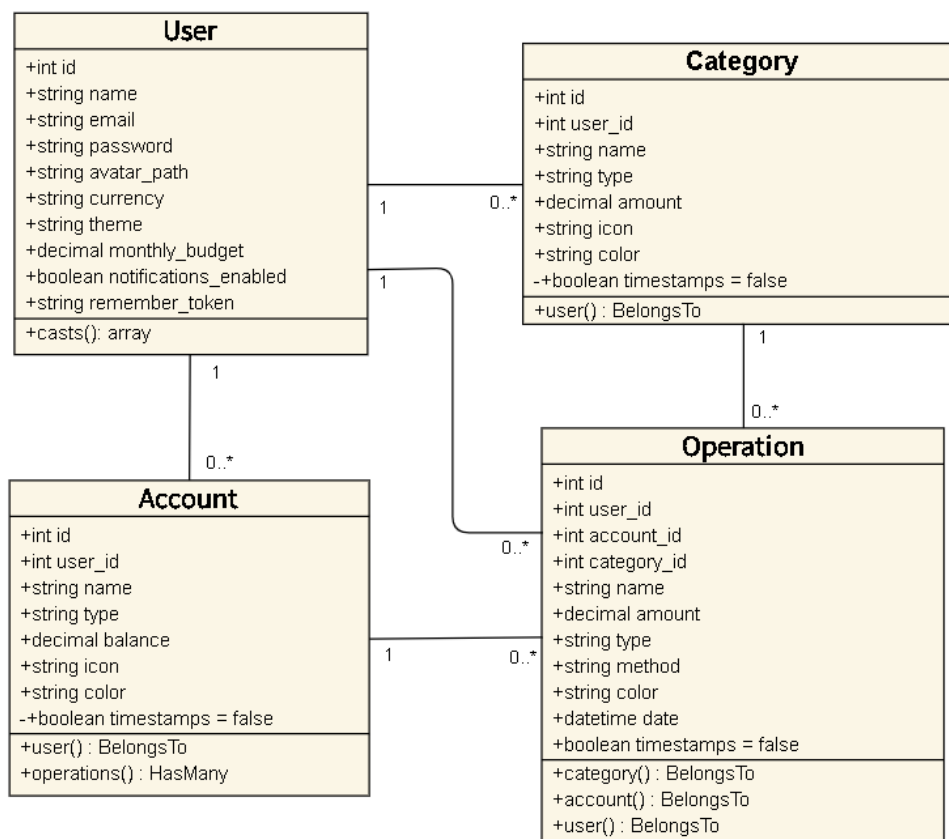 User
+int id
+string name
+string email
+string password
+string avatar_path
+string currency
+string theme
+decimal monthly_budget
+boolean notifications_enabled
+string remember_token
+casts(): array
1
0..*
1
0..*
1
0..*
Category
+int id
+int user_id
+string name
+string type
+decimal amount
+string icon
+string color
-+boolean timestamps = false
+user() : BelongsTo
1
0..*
Account
+int id
+int user_id
+string name
+string type
+decimal balance
+string icon
+string color
-+boolean timestamps = false
+user() : BelongsTo
+operations() : HasMany
1
0..*
Operation
+int id
+int user_id
+int account_id
+int category_id
+string name
+decimal amount
+string type
+string method
+string color
+datetime date
+boolean timestamps = false
+category() : BelongsTo
+account() : BelongsTo
+user() : BelongsTo